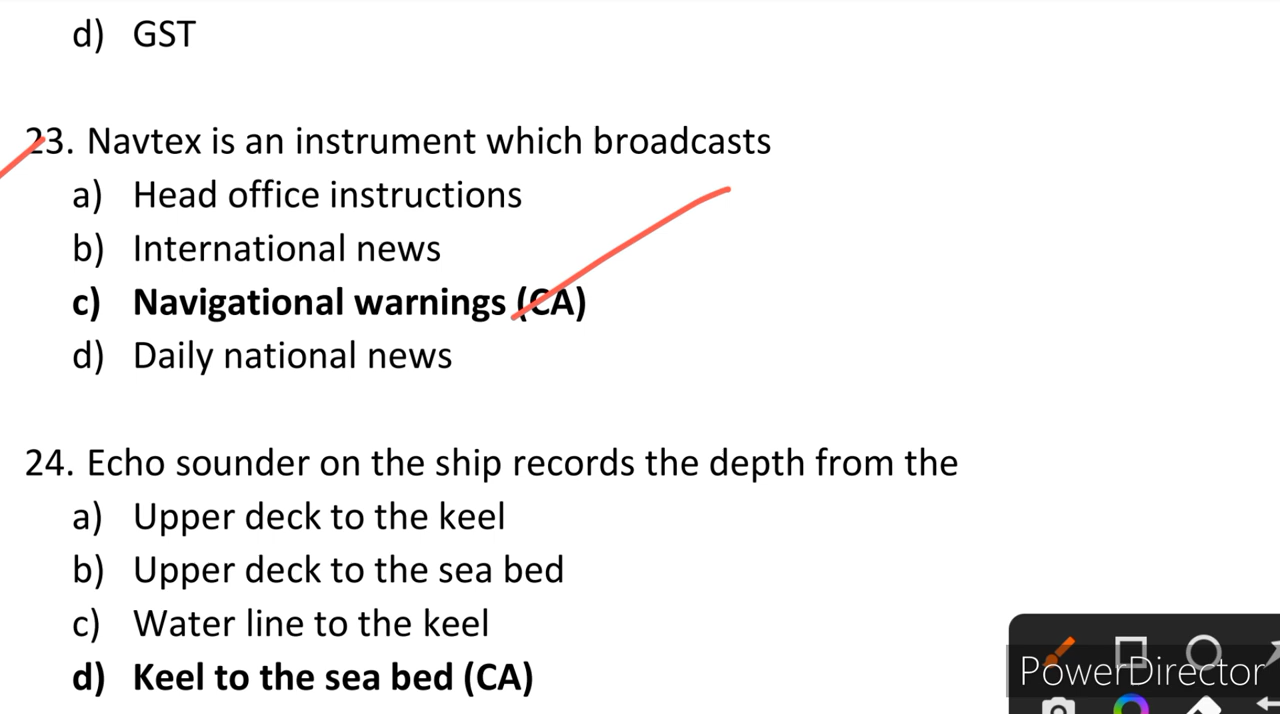 d) GST
23. Navtex is an instrument which broadcasts
a) Head office instructions
b) International news
c) Navigational warnings (CA)
d) Daily national news
24. Echo sounder on the ship records the depth from the
a) Upper deck to the keel
b) Upper deck to the sea bed
c) Water line to the keel
d) Keel to the sea bed (CA)
PowerDirector